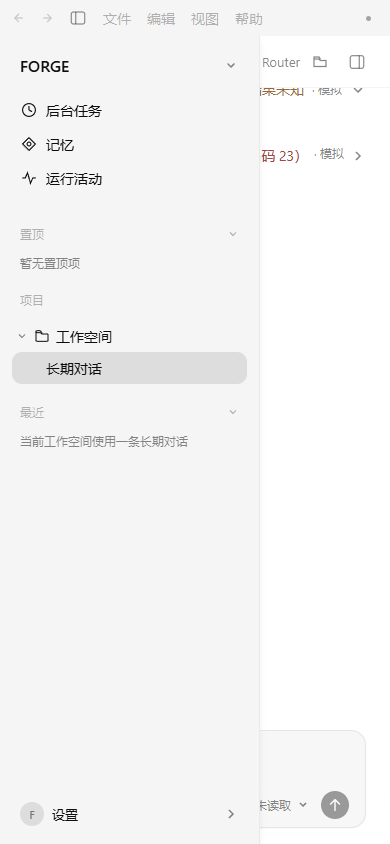 文件 编辑 视图 帮助
FORGE
Router
后台任务
记忆
运行活动
置顶
暂无置顶项
项目
工作空间
长期对话
最近
当前工作空间使用一条长期对话
果未知 · 模拟
码 23） · 模拟
未读取
F 设置